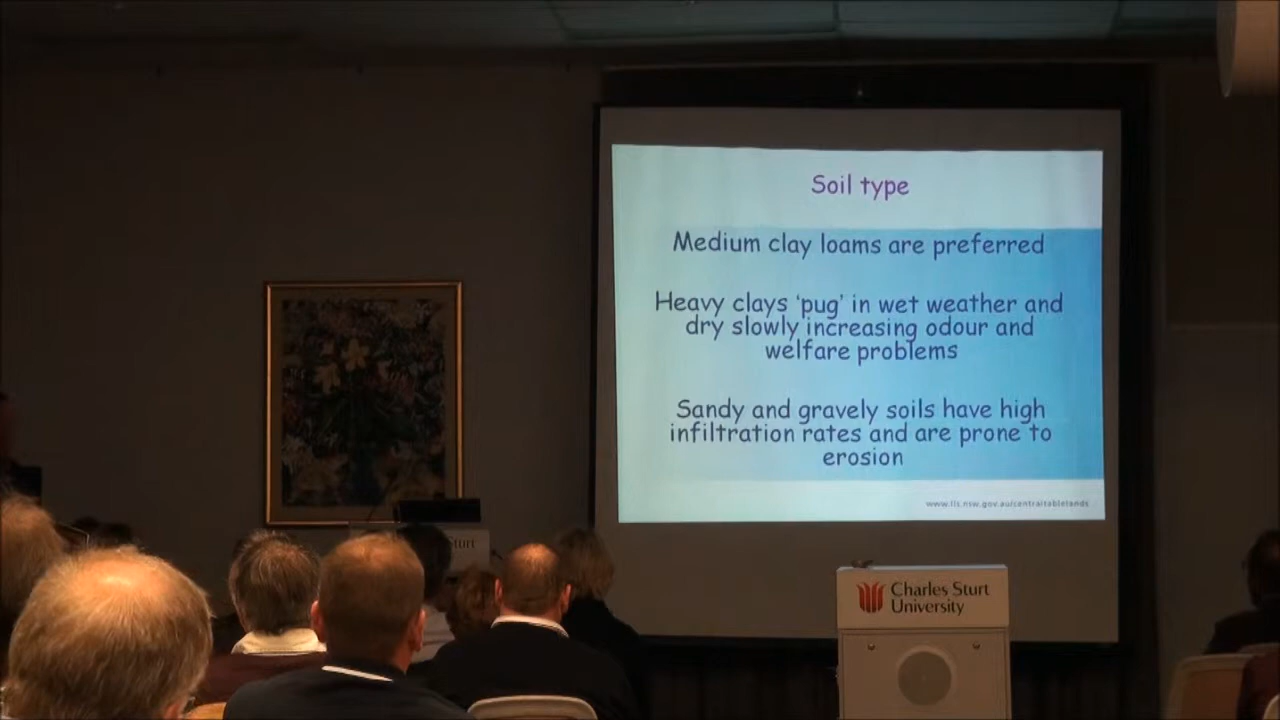 Soil type
Medium clay loams are preferred
Heavy clays 'pug' in wet weather and
dry slowly increasing odour and
welfare problems
Sandy and gravely soils have high
infiltration rates and are prone to
erosion
www.lls.nsw.gov.au/centraltablelands
Sturt
Charles Sturt
University